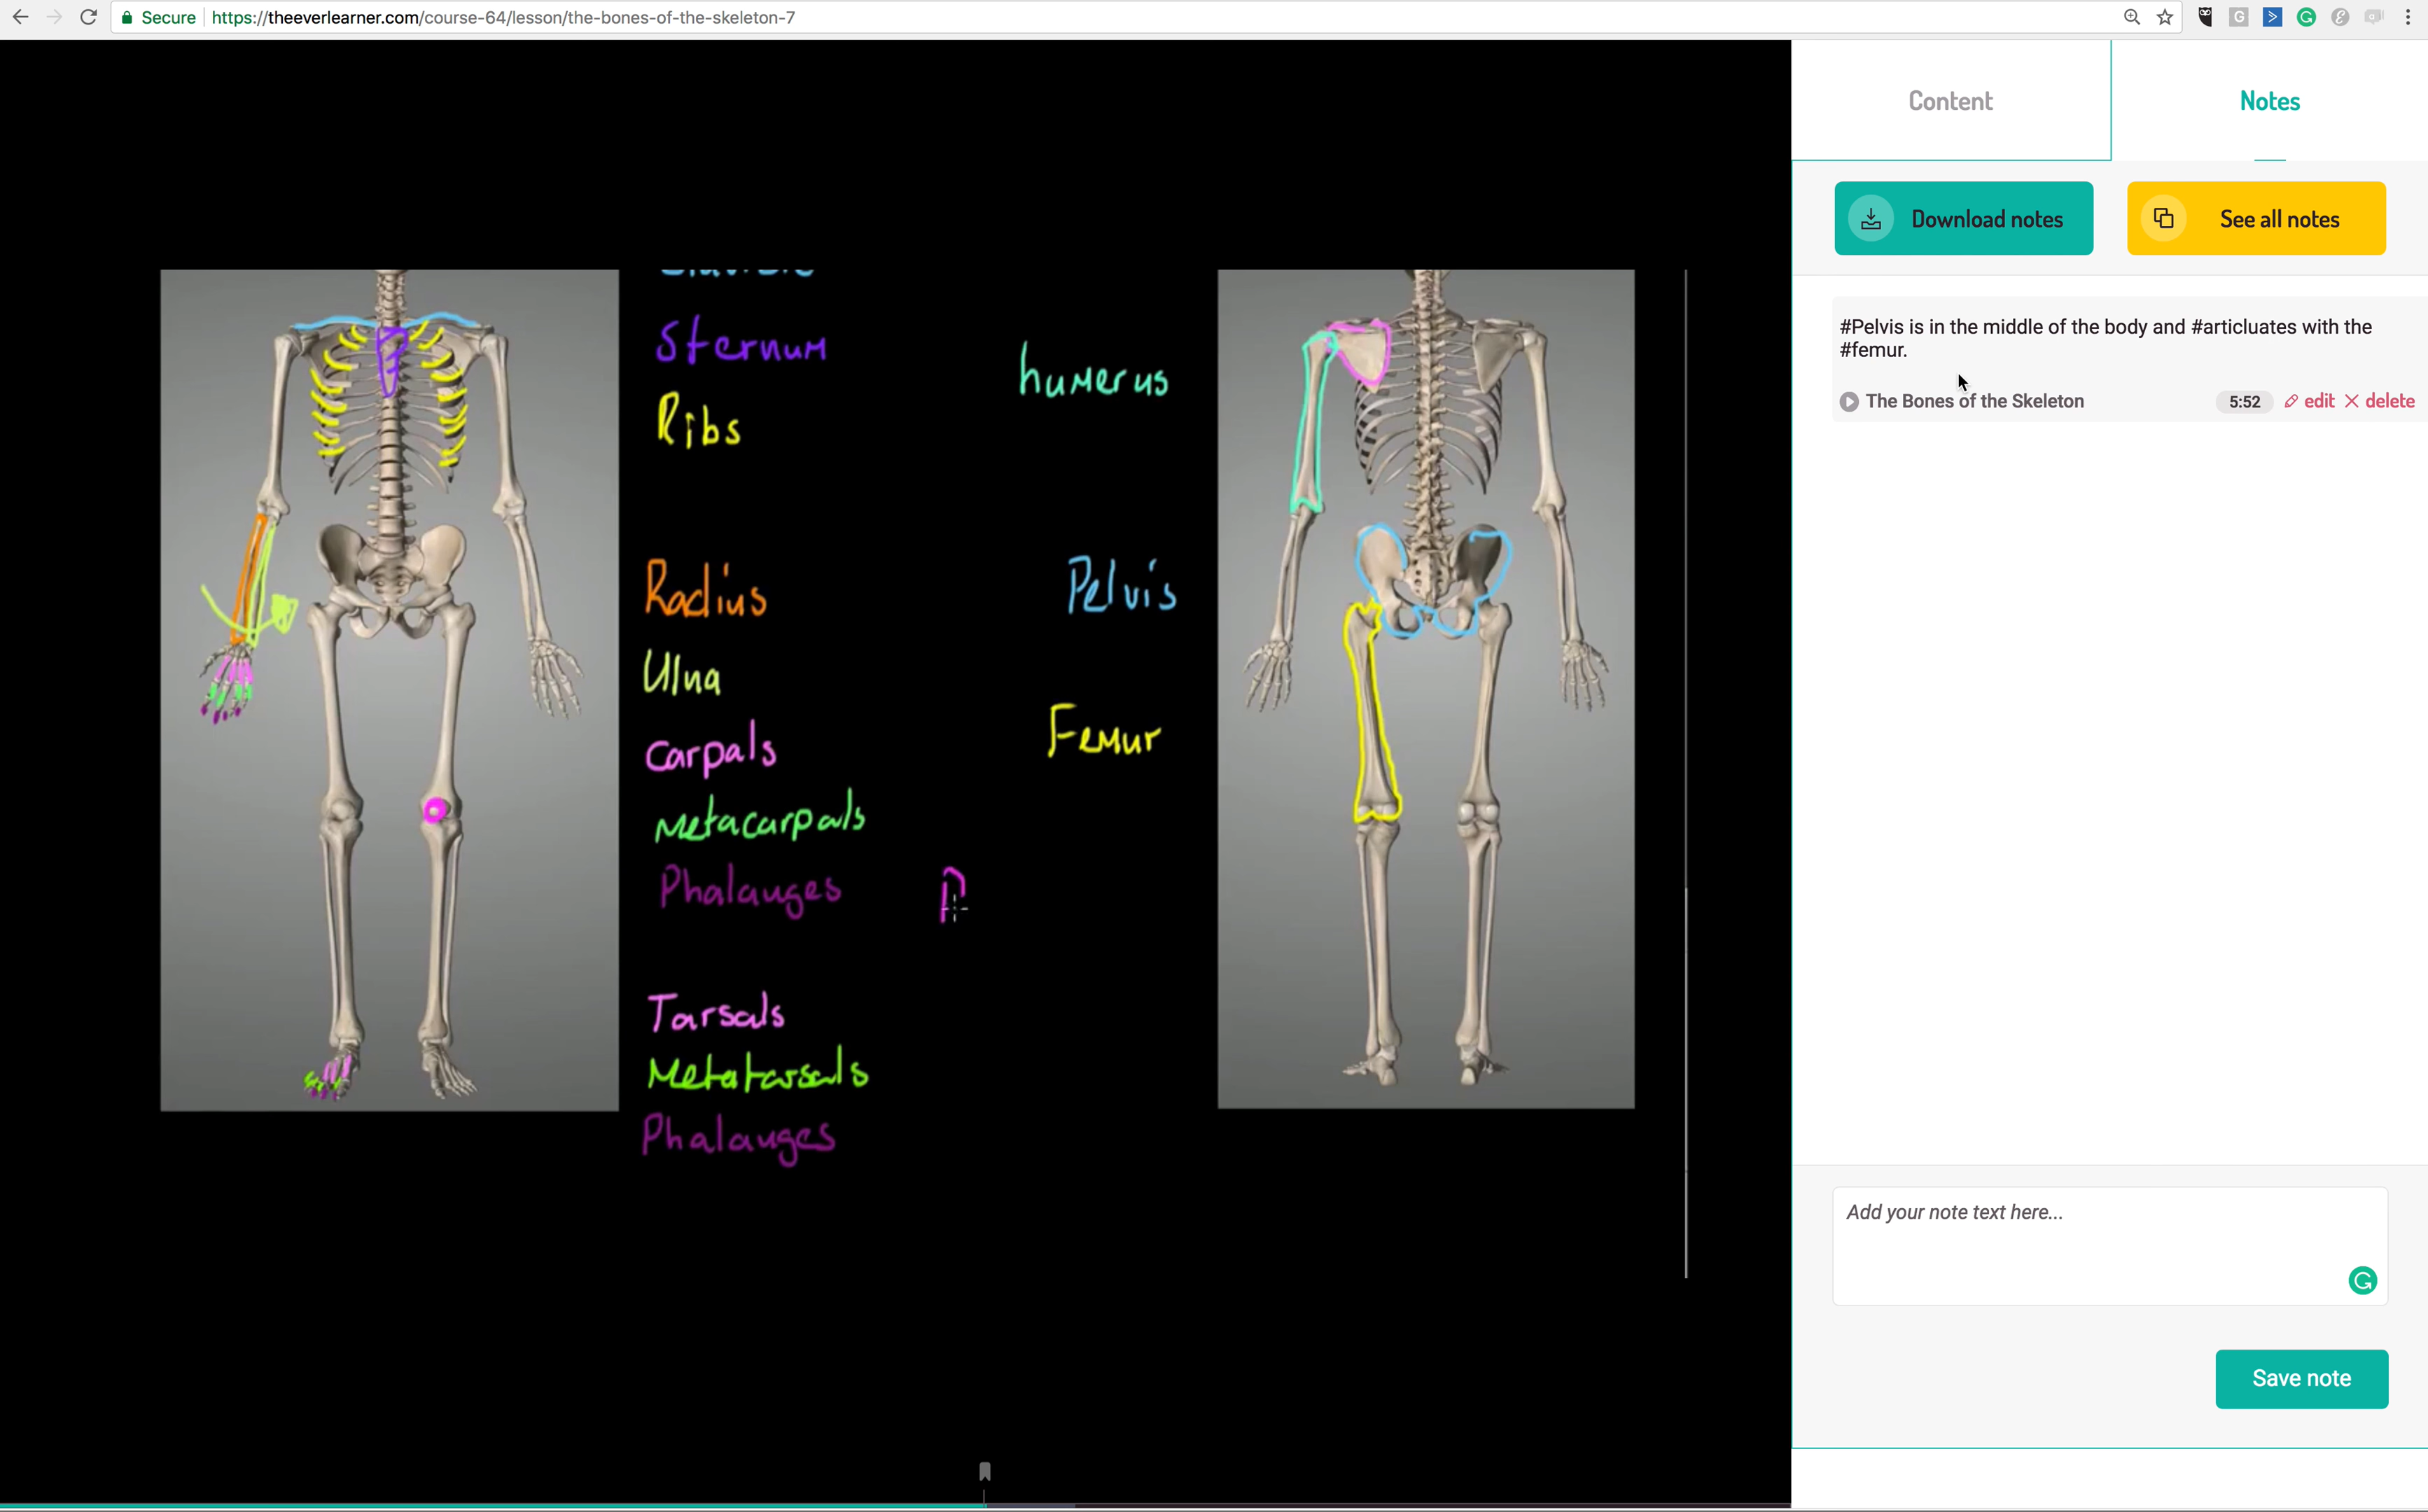 Secure https://theeverlearner.com/course-64/lesson/the-bones-of-the-skeleton-7
Sternum
Ribs
Radius
Ulna
Carpals
Metacarpals
Phalanges
Tarsals
Metatarsals
Phalanges
humerus
Pelvis
Femur
Content
Notes
Download notes
See all notes
#Pelvis is in the middle of the body and #articluates with the
#femur.
The Bones of the Skeleton
5:52 edit delete
Add your note text here...
Save note